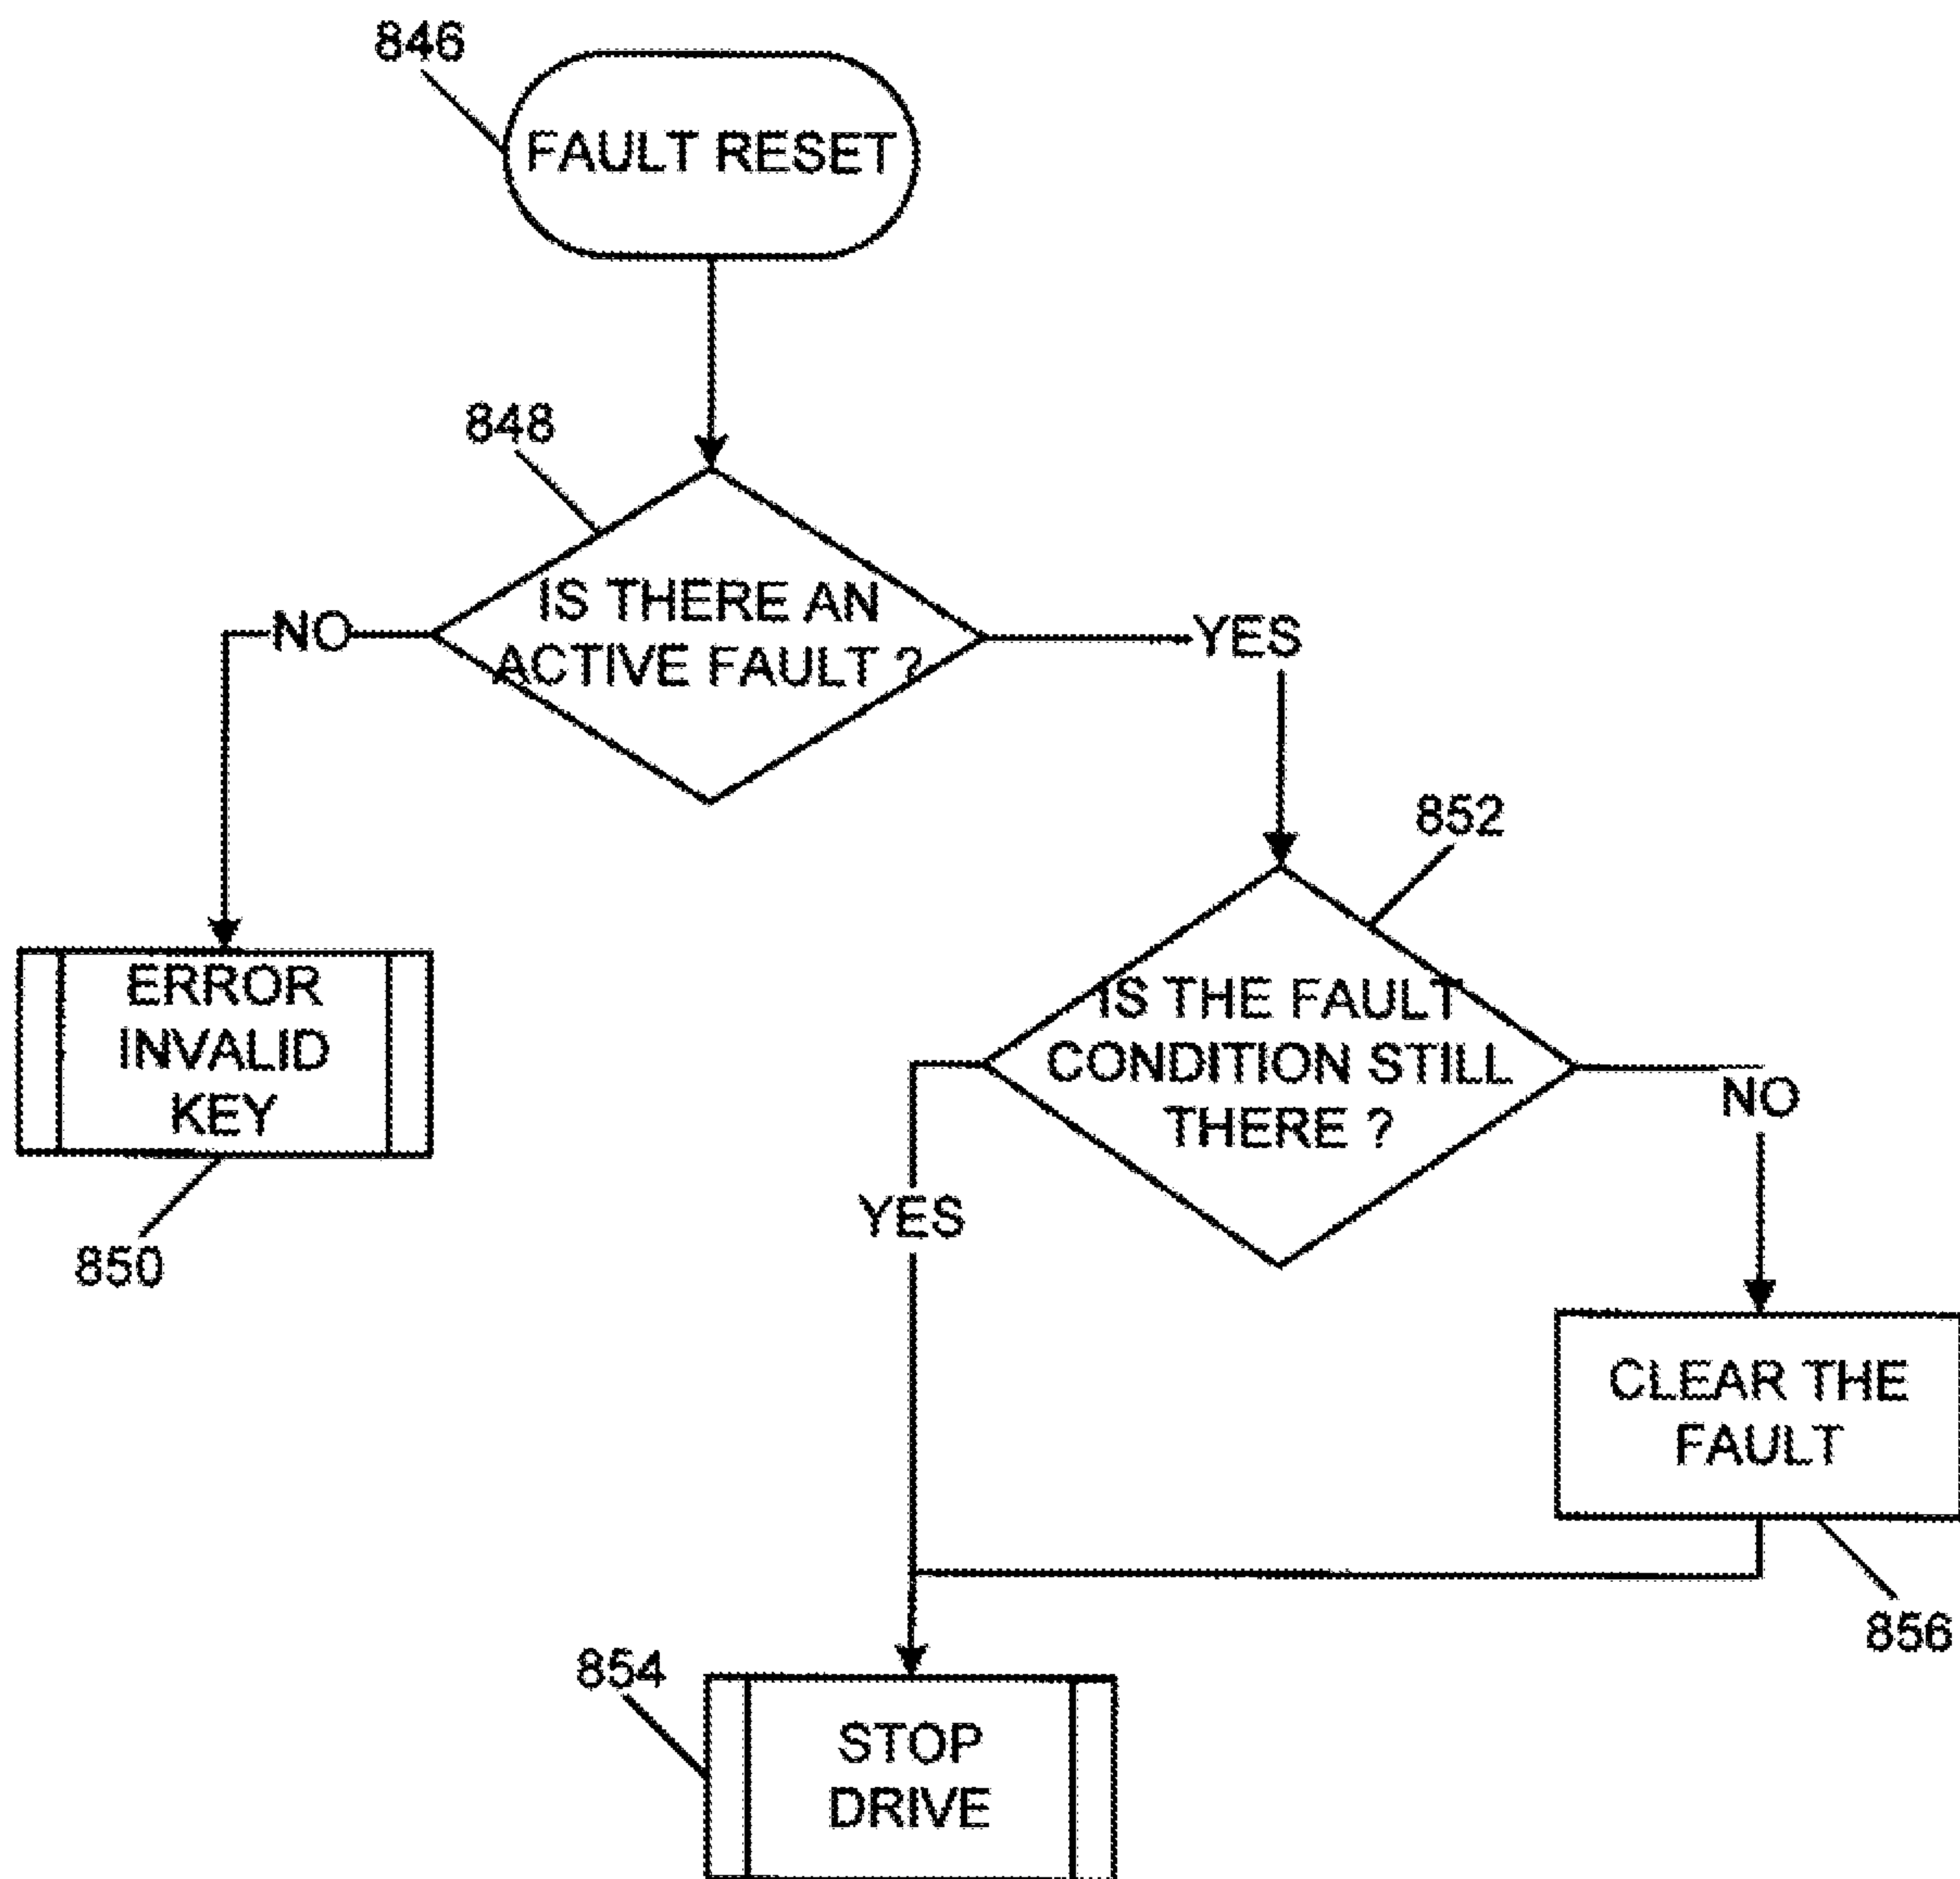 846
FAULT RESET
848
IS THERE AN
ACTIVE FAULT ?
NO
YES
852
ERROR
INVALID
KEY
850
IS THE FAULT
CONDITION STILL
THERE ?
YES
NO
CLEAR THE
FAULT
856
854
STOP
DRIVE